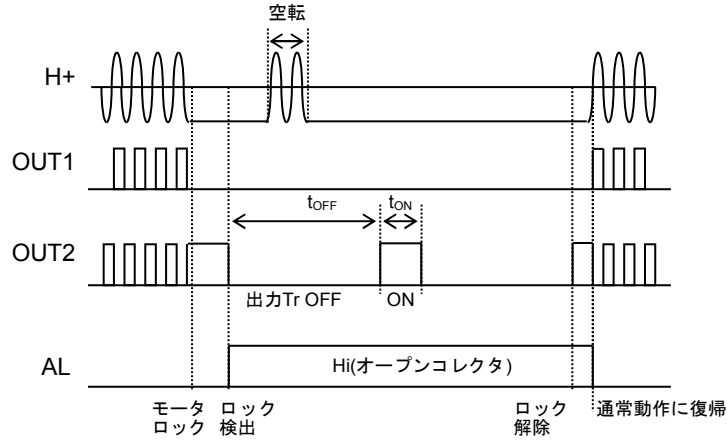 空転
H+
OUT1
tOFF
tON
OUT2
出力Tr OFF
ON
AL
Hi(オープンコレクタ)
モータ
ロック
ロック
検出
ロック
解除
通常動作に復帰